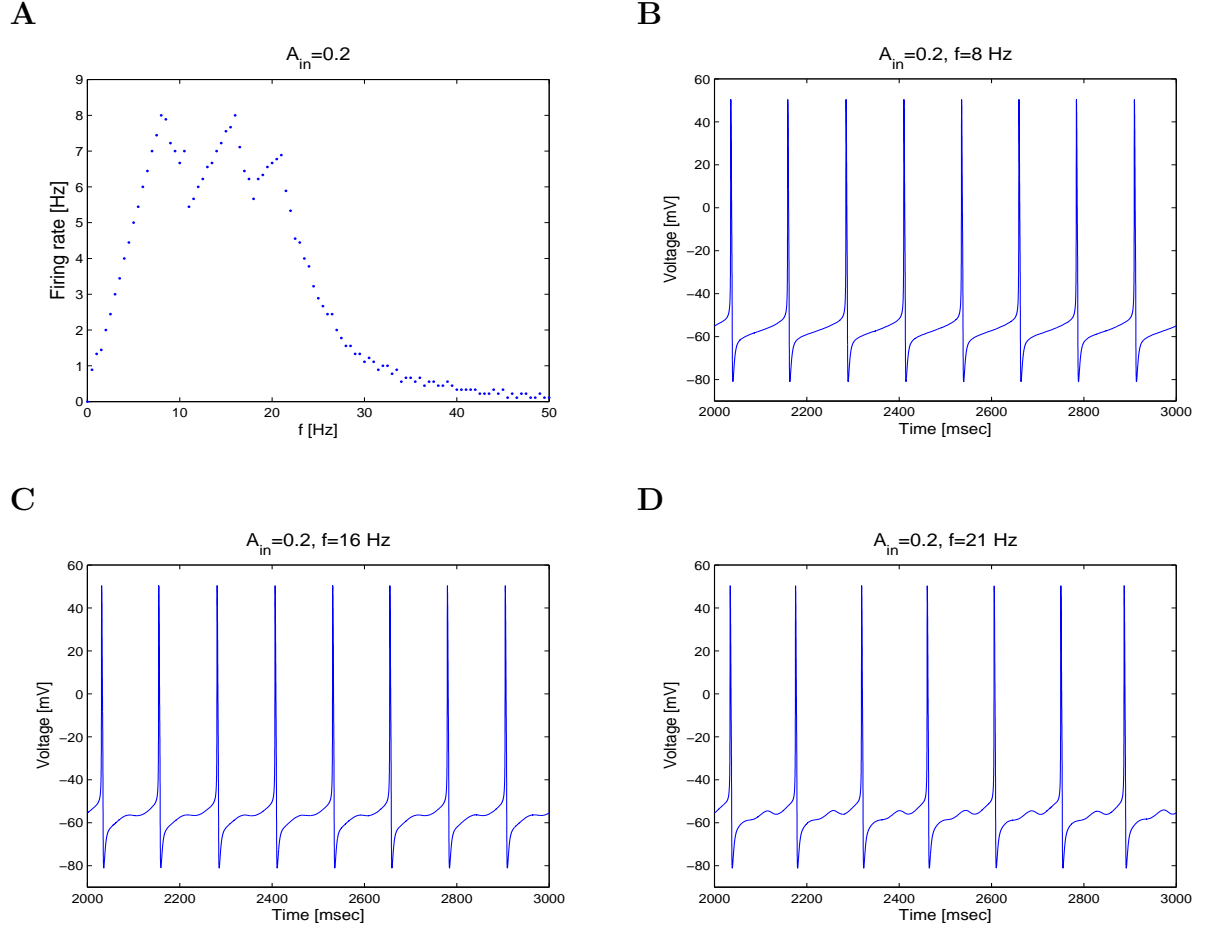 A
A_in=0.2
Firing rate [Hz]
9
8
7
6
5
4
3
2
1
0
0 10 20 30 40 50
f [Hz]
B
A_in=0.2, f=8 Hz
Voltage [mV]
60
40
20
0
−20
−40
−60
−80
2000 2200 2400 2600 2800 3000
Time [msec]
C
A_in=0.2, f=16 Hz
Voltage [mV]
60
40
20
0
−20
−40
−60
−80
2000 2200 2400 2600 2800 3000
Time [msec]
D
A_in=0.2, f=21 Hz
Voltage [mV]
60
40
20
0
−20
−40
−60
−80
2000 2200 2400 2600 2800 3000
Time [msec]